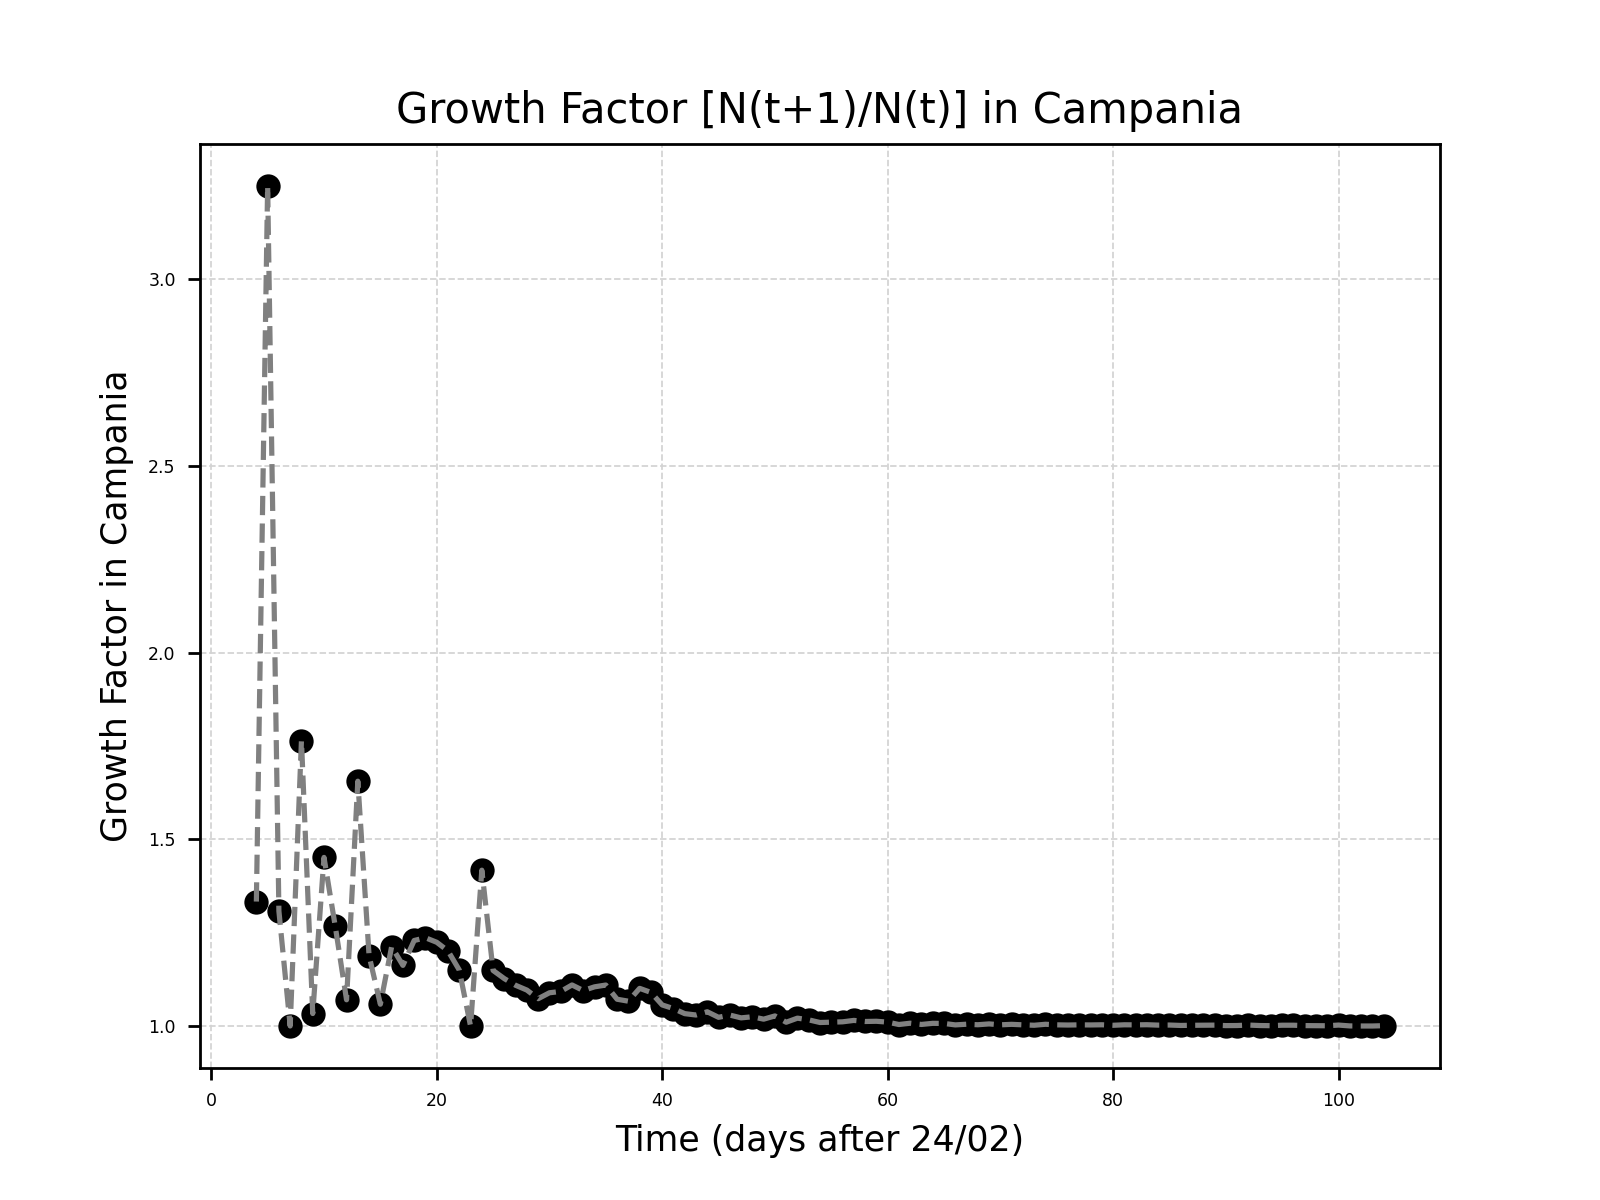 Growth Factor [N(t+1)/N(t)] in Campania
Growth Factor in Campania
3.0
2.5
2.0
1.5
1.0
0 20 40 60 80 100
Time (days after 24/02)